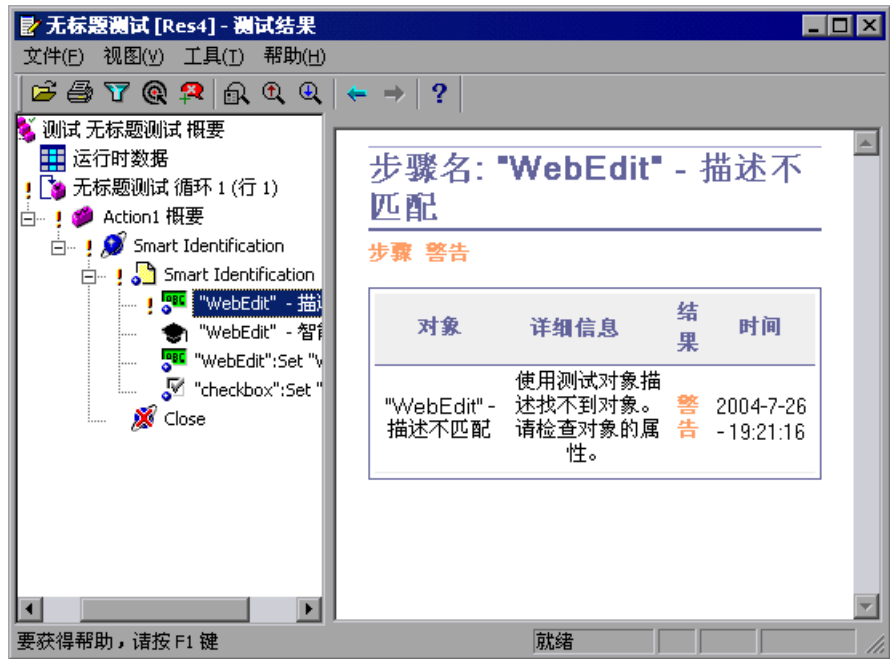 无标题测试 [Res4] - 测试结果
文件(F) 视图(V) 工具(T) 帮助(H)
测试 无标题测试 概要
运行时数据
无标题测试 循环 1 (行 1)
Action1 概要
Smart Identification
Smart Identification
"WebEdit" - 描
"WebEdit" - 智
"WebEdit":Set "
"checkbox":Set "
Close
步骤名: "WebEdit" - 描述不
匹配
步骤 警告
对象 详细信息 结果 时间
"WebEdit" -
描述不匹配
使用测试对象描
述找不到对象。
请检查对象的属
性。
警告
2004-7-26
- 19:21:16
要获得帮助，请按 F1 键
就绪